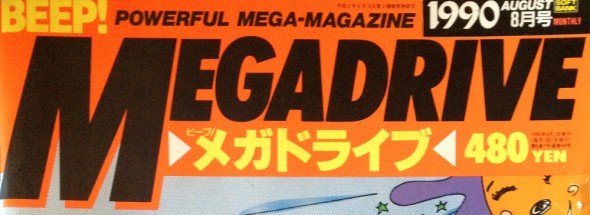 BEEP! POWERFUL MEGA-MAGAZINE
1990 AUGUST 8月号
SOFT BANK
MONTHLY
MEGADRIVE
ビープ!
メガドライブ
480 YEN